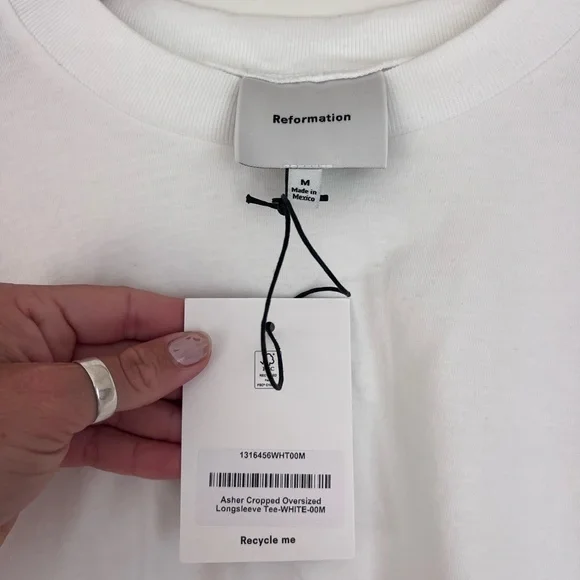 Reformation
M
Made in
Mexico
1316456WHT00M
Asher Cropped Oversized
Longsleeve Tee-WHITE-00M
Recycle me